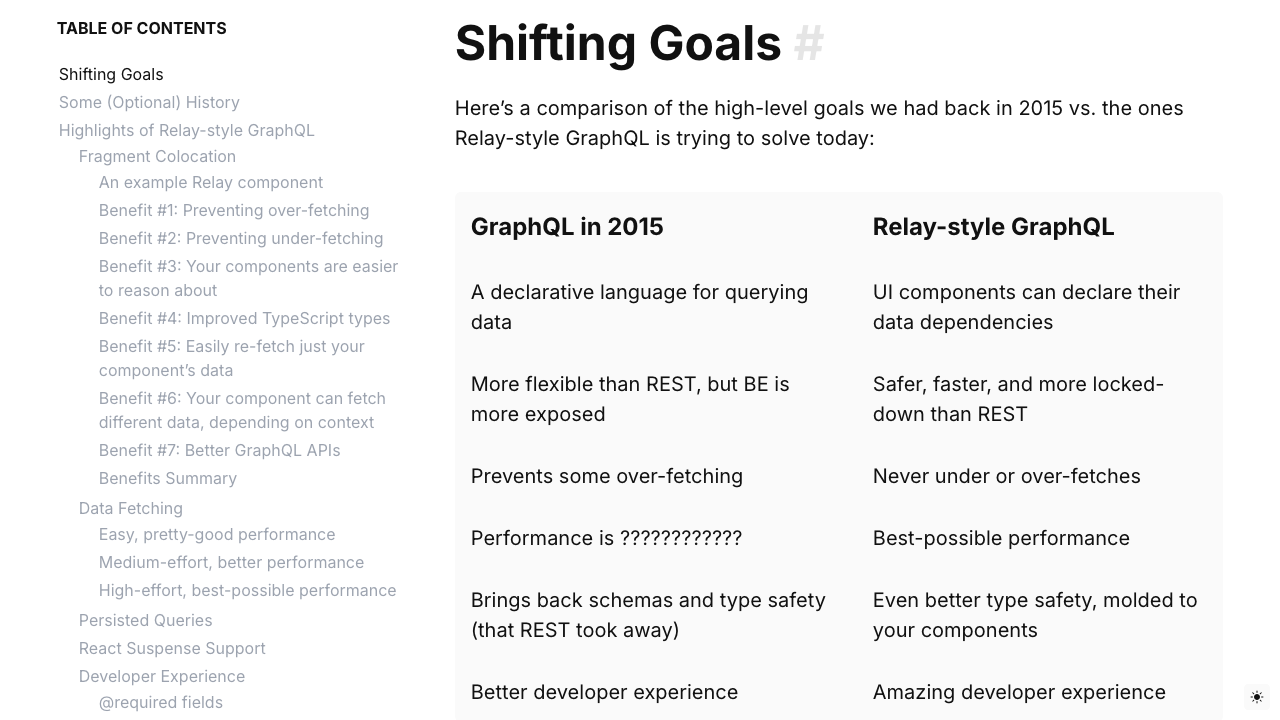 TABLE OF CONTENTS
Shifting Goals
Some (Optional) History
Highlights of Relay-style GraphQL
Fragment Colocation
An example Relay component
Benefit #1: Preventing over-fetching
Benefit #2: Preventing under-fetching
Benefit #3: Your components are easier
to reason about
Benefit #4: Improved TypeScript types
Benefit #5: Easily re-fetch just your
component’s data
Benefit #6: Your component can fetch
different data, depending on context
Benefit #7: Better GraphQL APIs
Benefits Summary
Data Fetching
Easy, pretty-good performance
Medium-effort, better performance
High-effort, best-possible performance
Persisted Queries
React Suspense Support
Developer Experience
@required fields
Shifting Goals #
Here’s a comparison of the high-level goals we had back in 2015 vs. the ones
Relay-style GraphQL is trying to solve today:
GraphQL in 2015
Relay-style GraphQL
A declarative language for querying
data
UI components can declare their
data dependencies
More flexible than REST, but BE is
more exposed
Safer, faster, and more locked-
down than REST
Prevents some over-fetching
Never under or over-fetches
Performance is ????????????
Best-possible performance
Brings back schemas and type safety
(that REST took away)
Even better type safety, molded to
your components
Better developer experience
Amazing developer experience